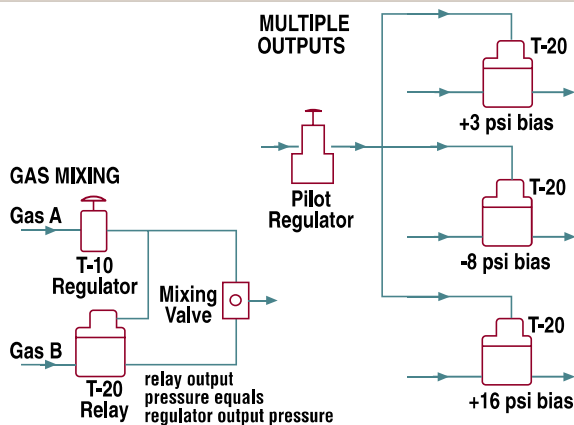 MULTIPLE
OUTPUTS
T-20
+3 psi bias
Pilot
Regulator
T-20
-8 psi bias
T-20
+16 psi bias
GAS MIXING
Gas A
T-10
Regulator
Mixing
Valve
Gas B
T-20
Relay
relay output
pressure equals
regulator output pressure